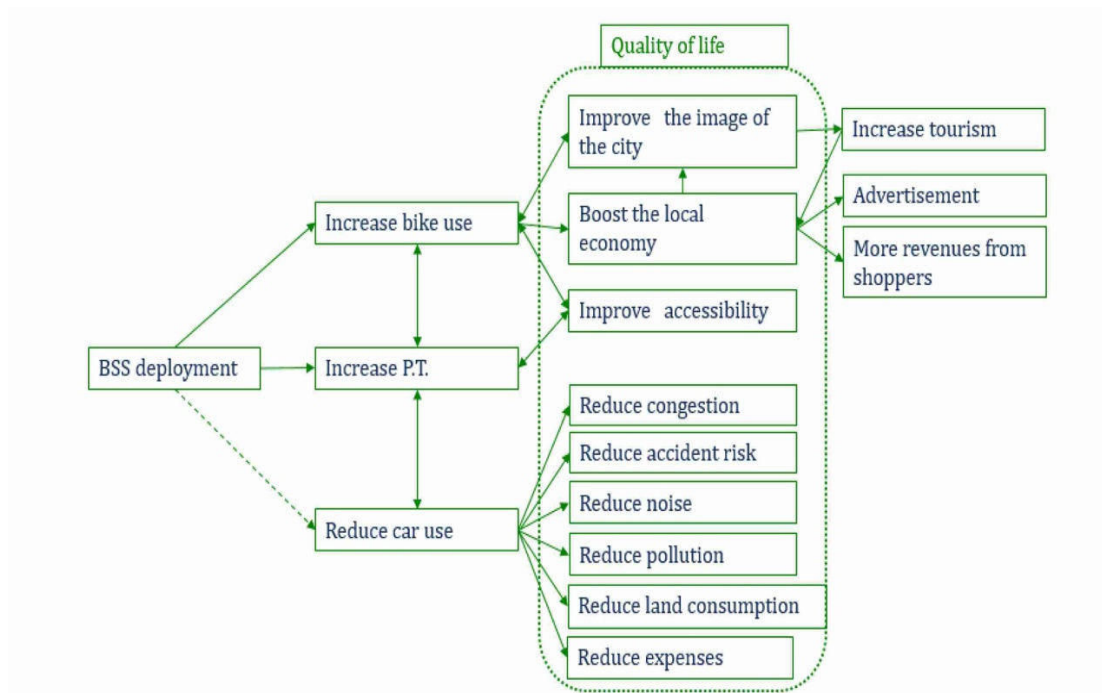 Quality of life
Improve the image of
the city
Increase tourism
Advertisement
Increase bike use
Boost the local
economy
More revenues from
shoppers
Improve accessibility
BSS deployment
Increase P.T.
Reduce congestion
Reduce accident risk
Reduce noise
Reduce car use
Reduce pollution
Reduce land consumption
Reduce expenses